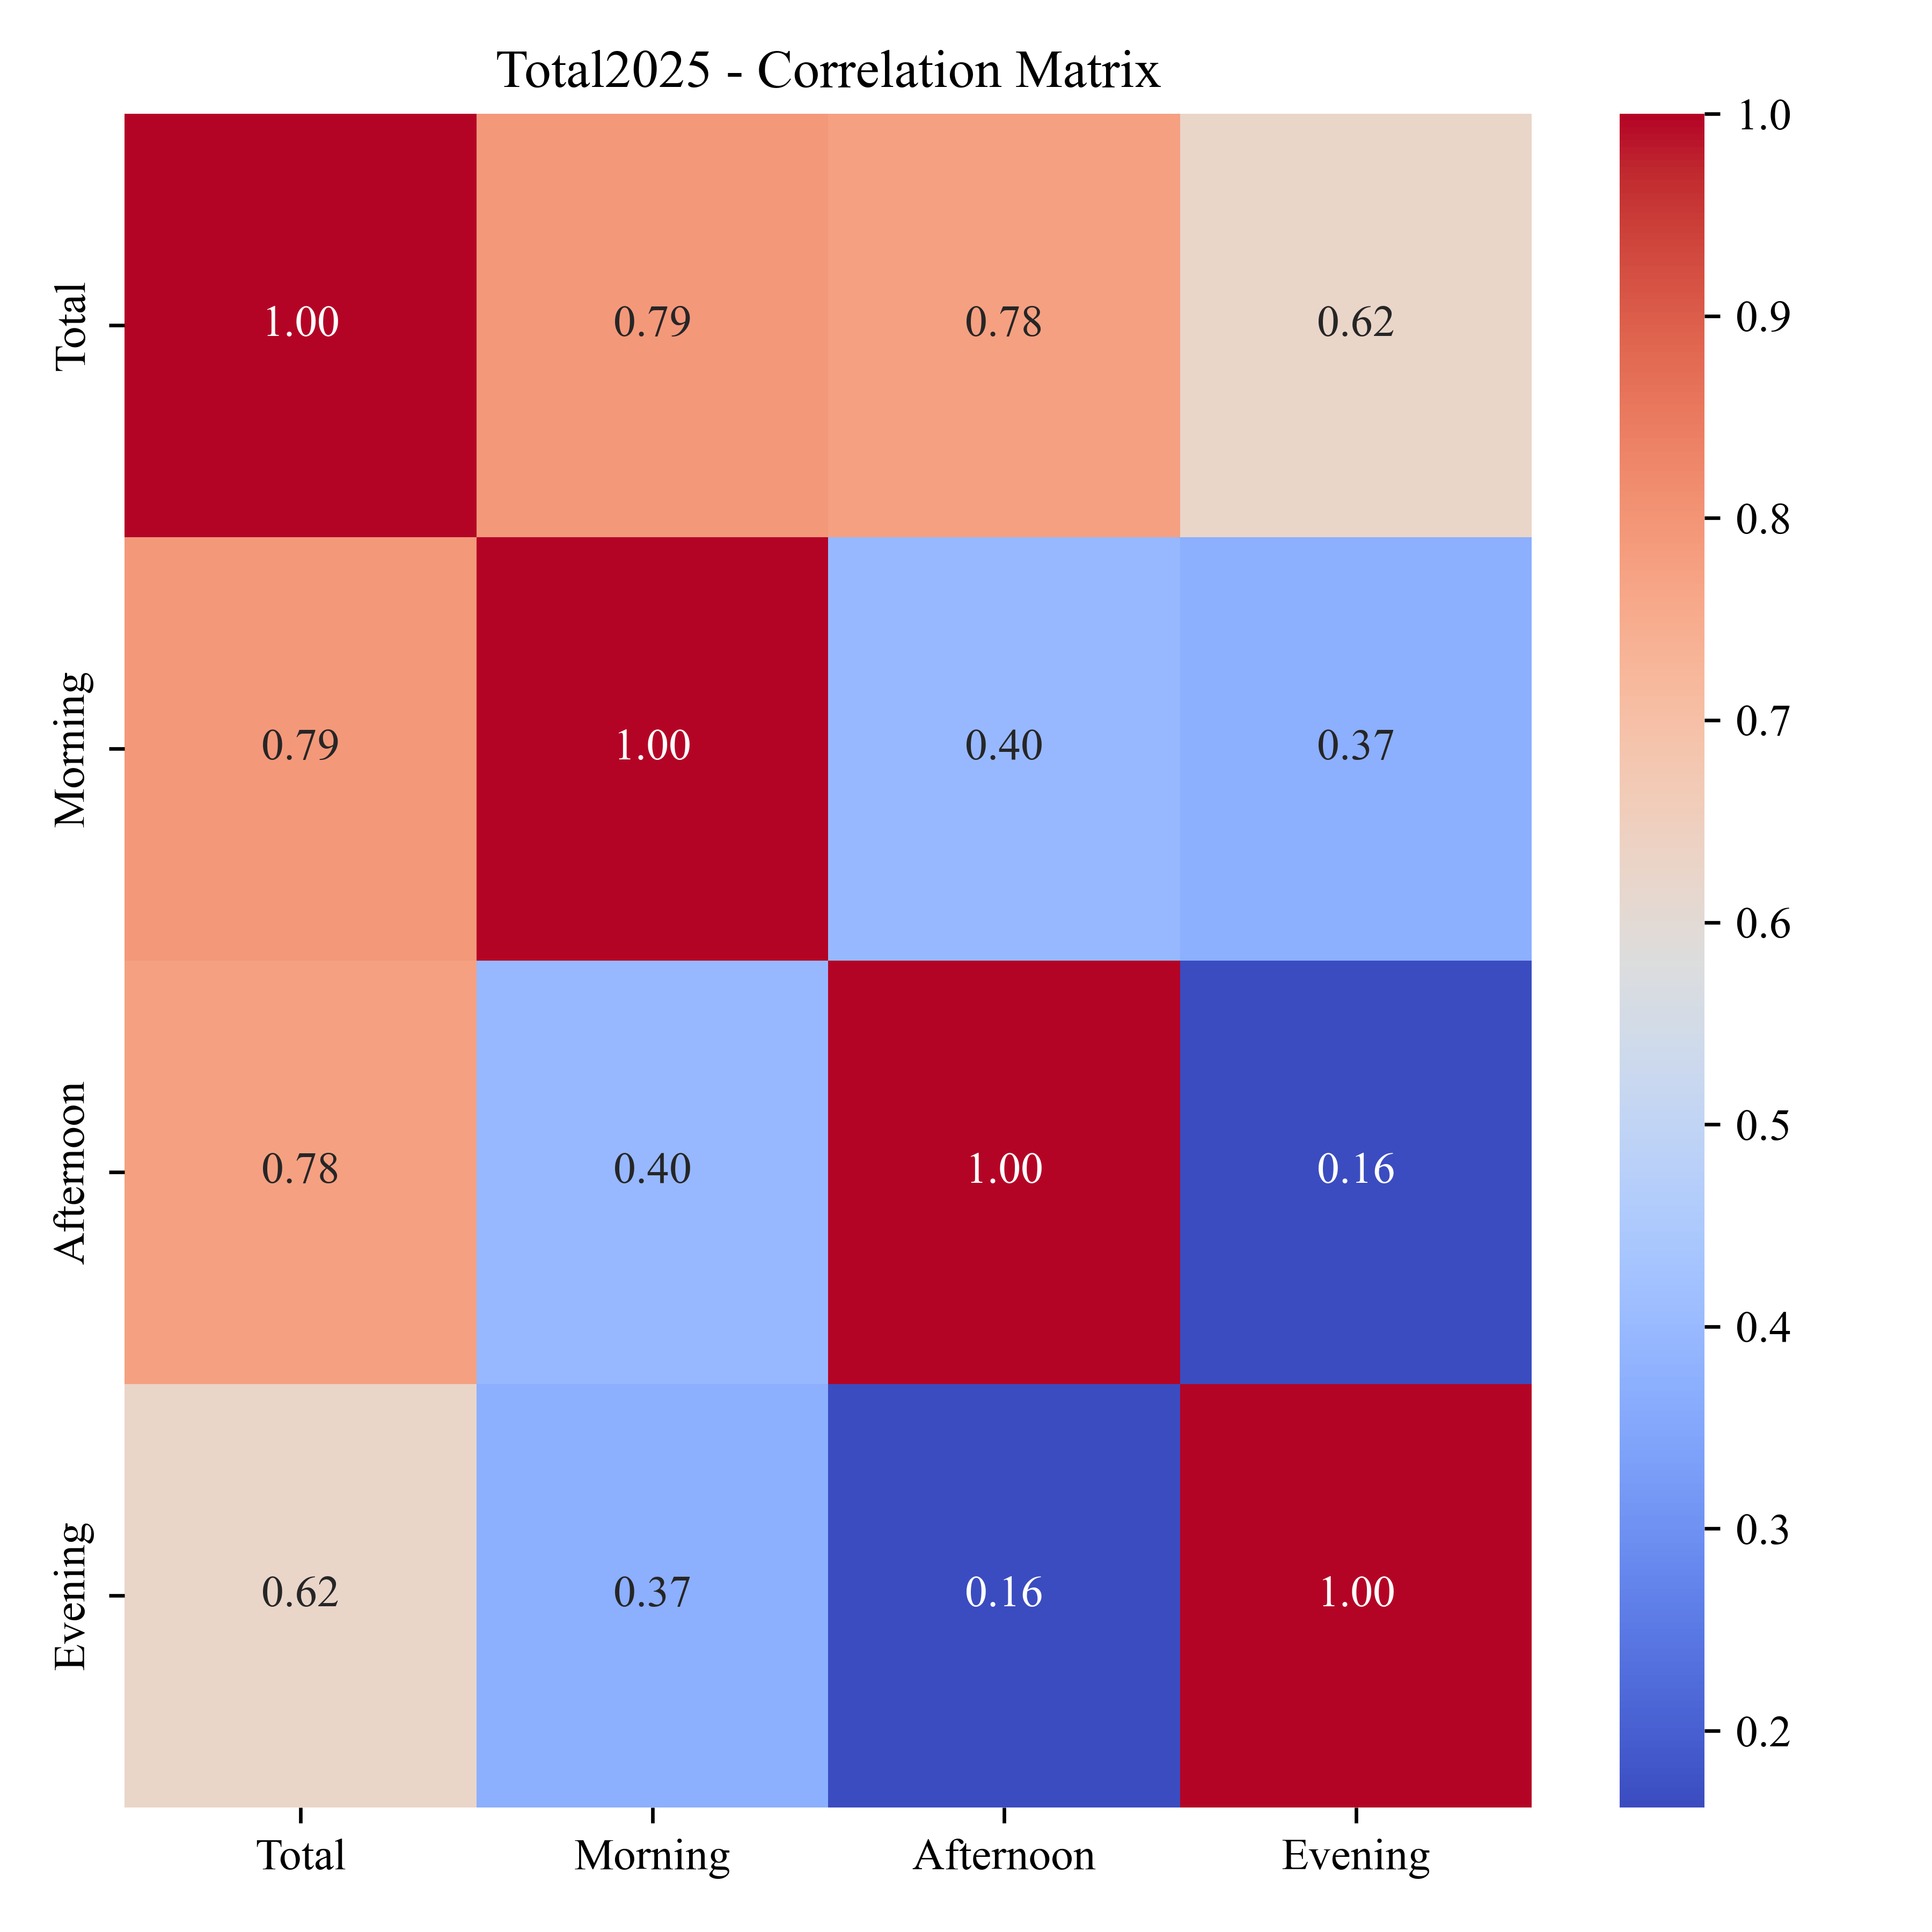 Total2025 - Correlation Matrix
Total 1.00 0.79 0.78 0.62
Morning 0.79 1.00 0.40 0.37
Afternoon 0.78 0.40 1.00 0.16
Evening 0.62 0.37 0.16 1.00
Total Morning Afternoon Evening
1.0
0.9
0.8
0.7
0.6
0.5
0.4
0.3
0.2